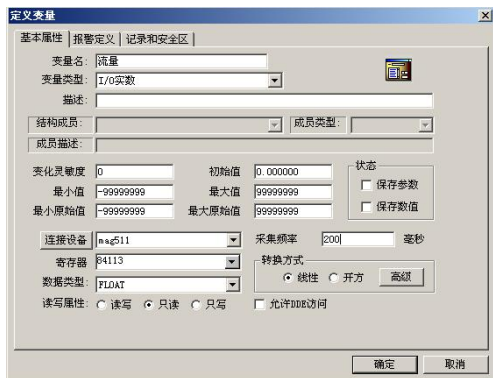 定义变量
基本属性 报警定义 记录和安全区
变量名: 流量
变量类型: I/O实数
描述:
结构成员: 成员类型:
成员描述:
变化灵敏度 0 初始值 0.000000 状态
最小值 -99999999 最大值 99999999 保存参数
最小原始值 -99999999 最大原始值 99999999 保存数值
连接设备 mag511 采集频率 200 毫秒
寄存器 84113 转换方式
数据类型: FLOAT 线性 开方 高级
读写属性: 读写 只读 只写 允许DDE访问
确定 取消